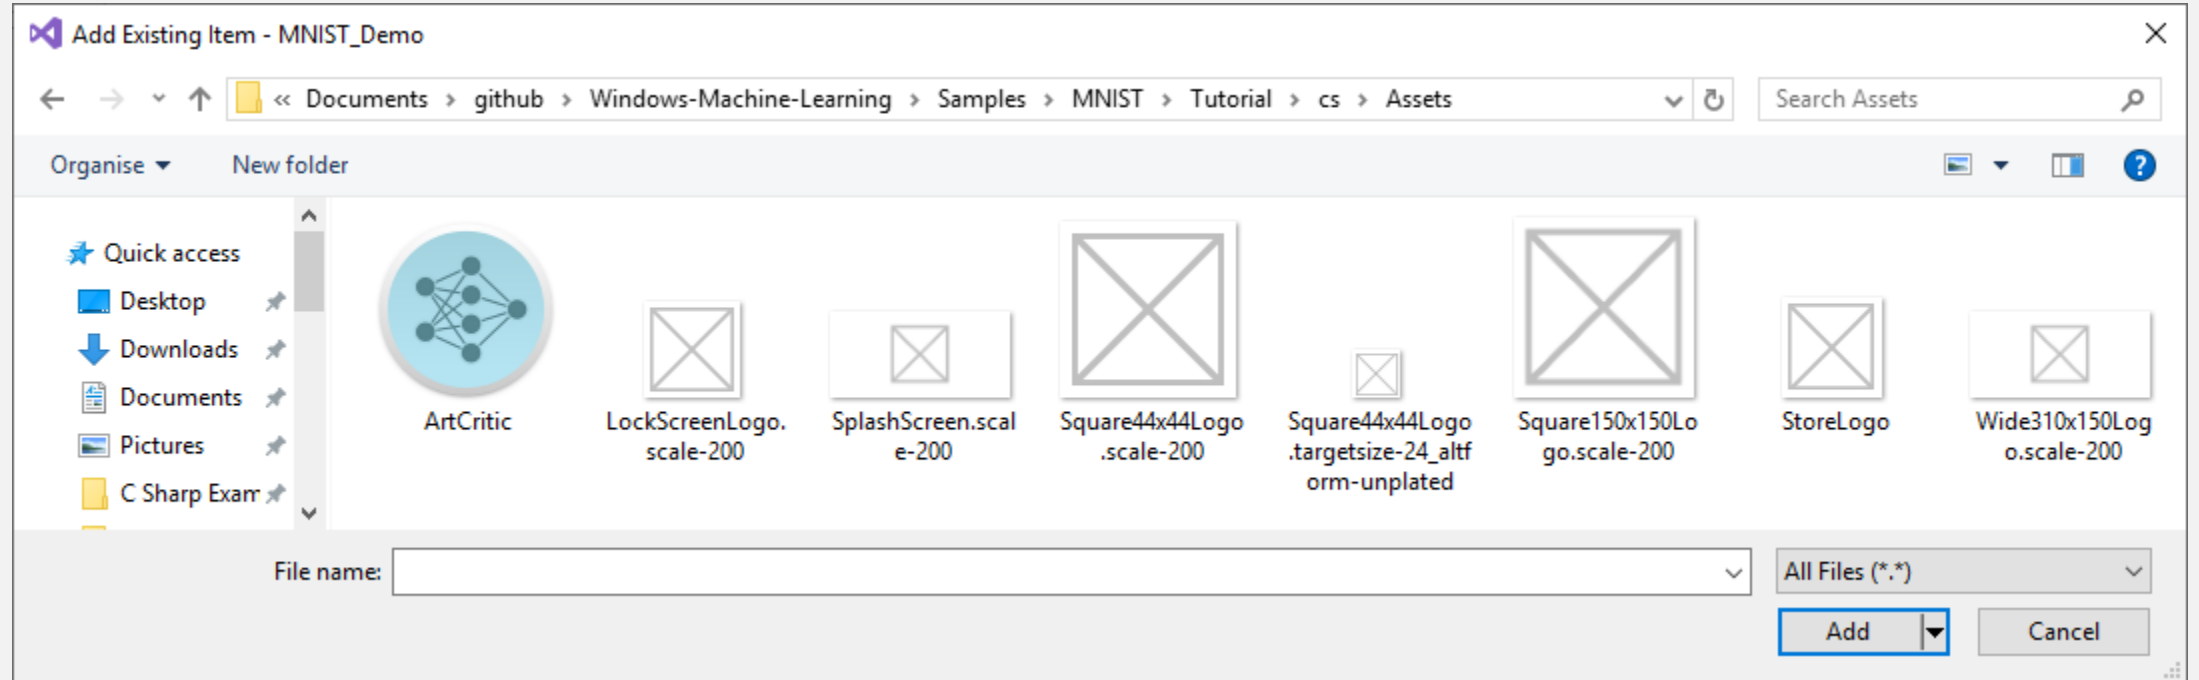 Add Existing Item - MNIST_Demo
« Documents > github > Windows-Machine-Learning > Samples > MNIST > Tutorial > cs > Assets
Search Assets
Organise
New folder
Quick access
Desktop
Downloads
Documents
Pictures
C Sharp Exam
ArtCritic
LockScreenLogo.
scale-200
SplashScreen.scal
e-200
Square44x44Logo
.scale-200
Square44x44Logo
.targetsize-24_altf
orm-unplated
Square150x150Lo
go.scale-200
StoreLogo
Wide310x150Log
o.scale-200
File name:
All Files (*.*)
Add
Cancel